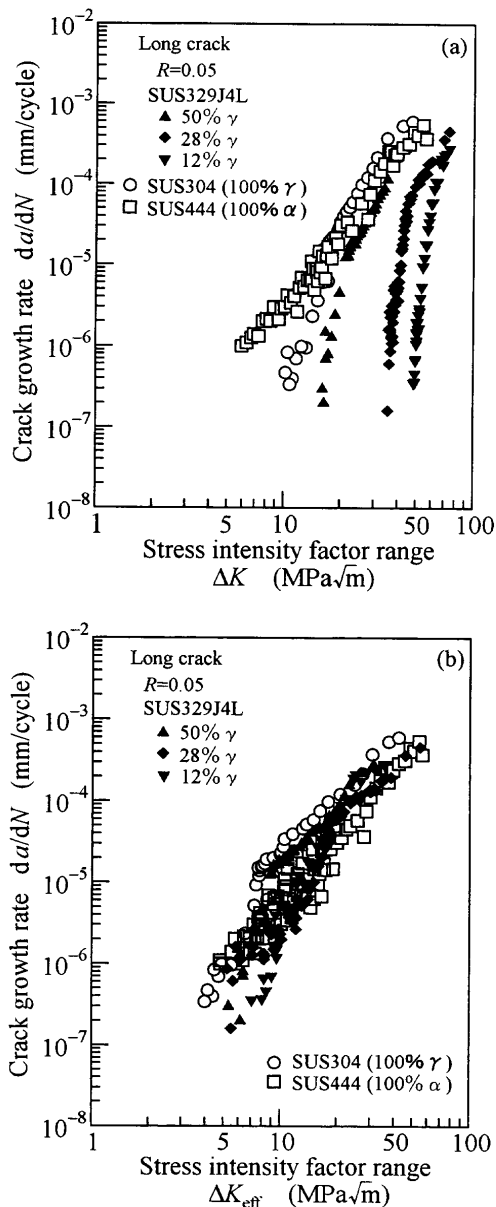 (a)
Long crack
R=0.05
SUS329J4L
▲ 50% γ
◆ 28% γ
▼ 12% γ
○ SUS304 (100% γ)
□ SUS444 (100% α)
Crack growth rate da/dN (mm/cycle)
10⁻²
10⁻³
10⁻⁴
10⁻⁵
10⁻⁶
10⁻⁷
10⁻⁸
1 5 10 50 100
Stress intensity factor range
ΔK (MPa√m)
(b)
Long crack
R=0.05
SUS329J4L
▲ 50% γ
◆ 28% γ
▼ 12% γ
○ SUS304 (100% γ)
□ SUS444 (100% α)
Crack growth rate da/dN (mm/cycle)
10⁻²
10⁻³
10⁻⁴
10⁻⁵
10⁻⁶
10⁻⁷
10⁻⁸
1 5 10 50 100
Stress intensity factor range
ΔKeff (MPa√m)